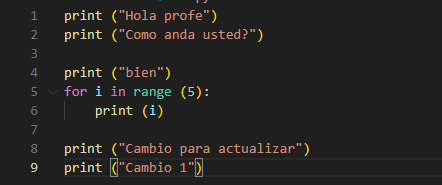 1 print ("Hola profe")
2 print ("Como anda usted?")
3
4 print ("bien")
5 for i in range (5):
6     print (i)
7
8 print ("Cambio para actualizar")
9 print ("Cambio 1")